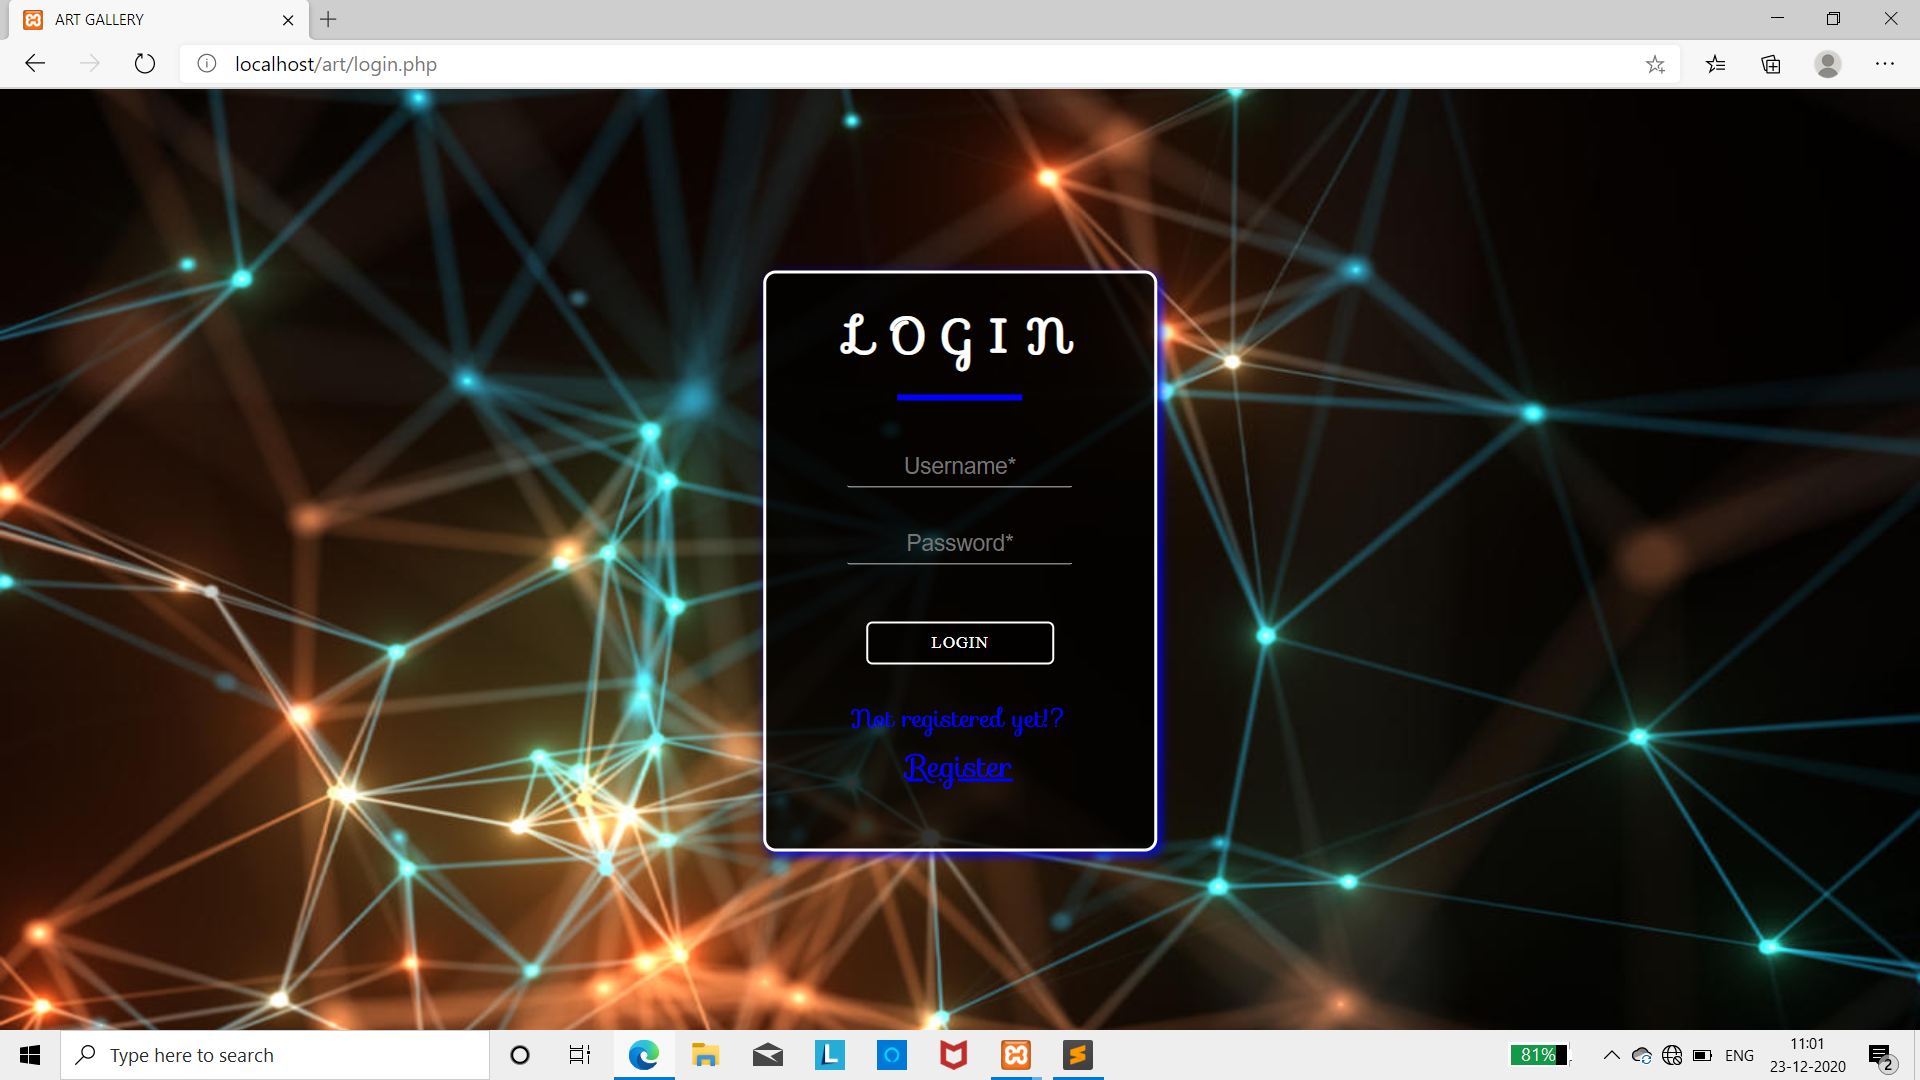 ART GALLERY
localhost/art/login.php
LOGIN
Username*
Password*
LOGIN
Not registered yet!?
Register
Type here to search
L
81%
ENG
11:01
23-12-2020
2